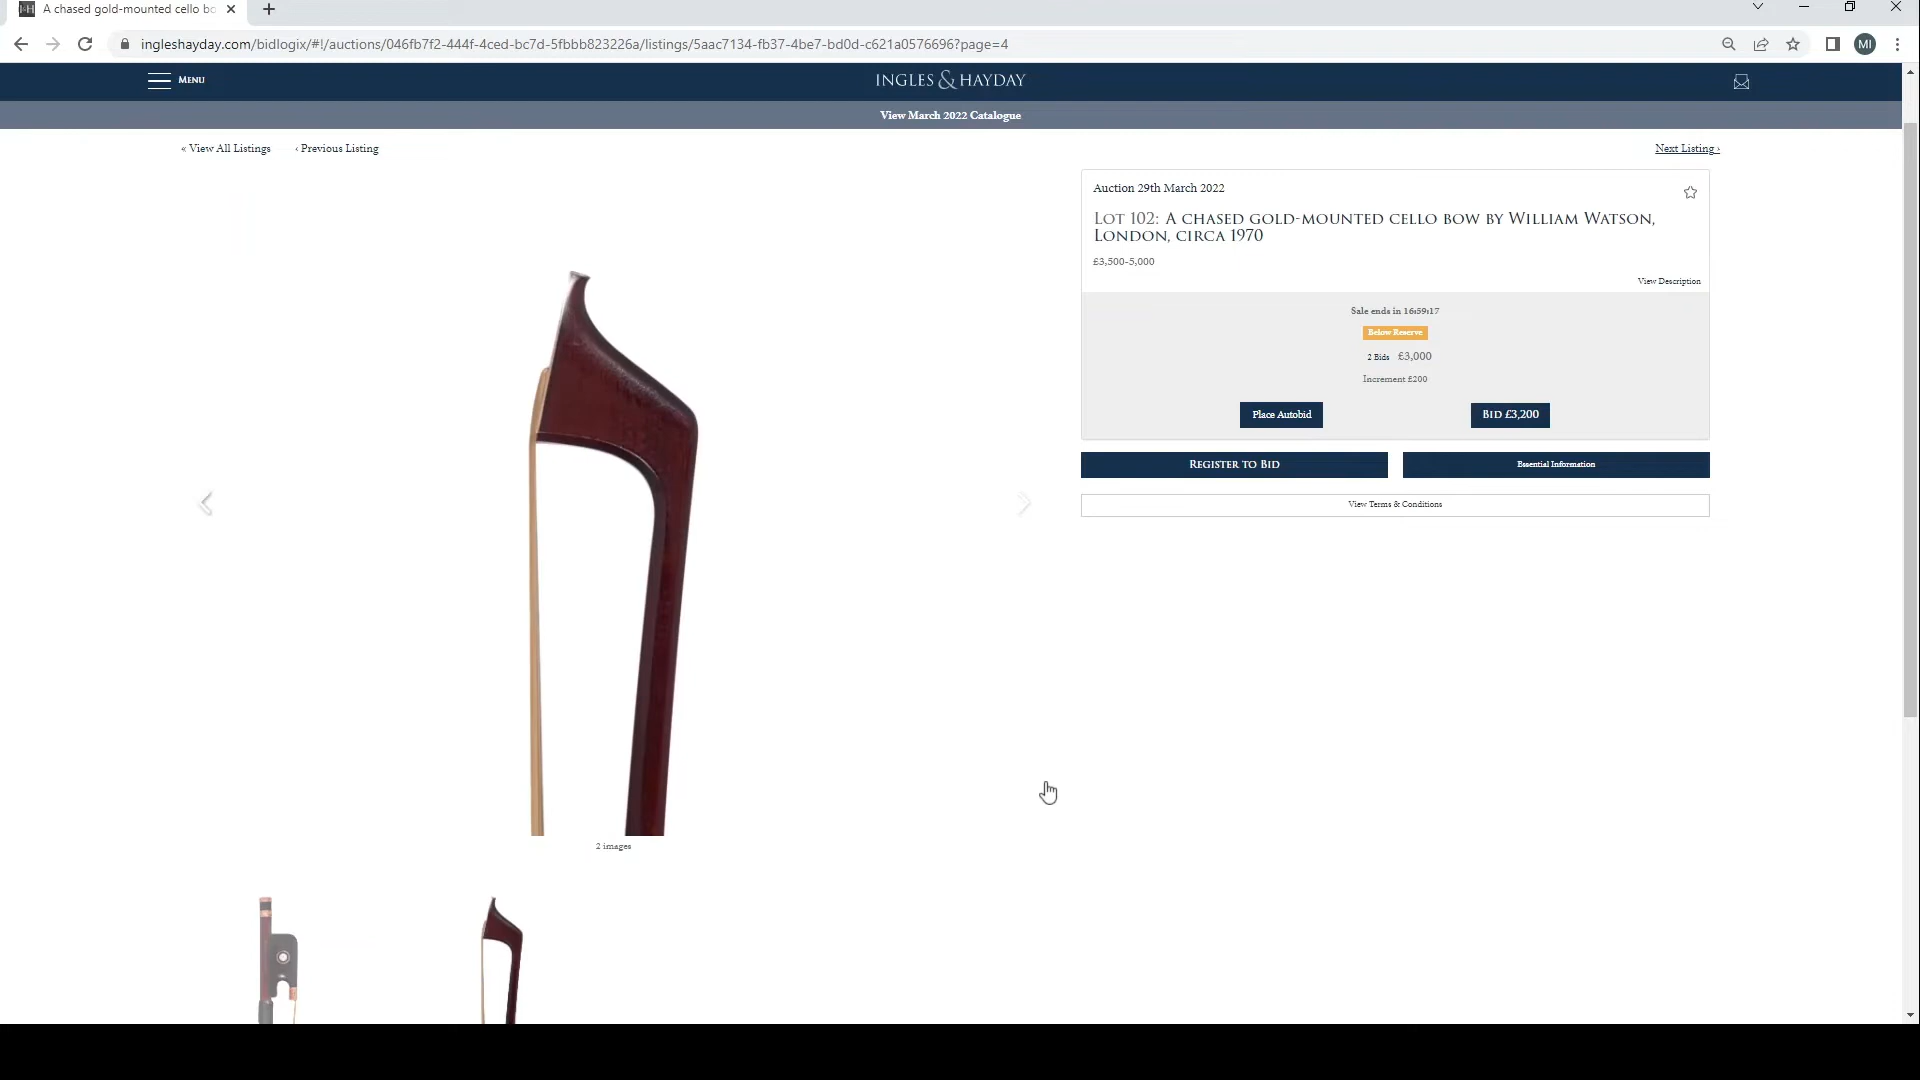 A chased gold-mounted cello bo
ingleshayday.com/bidlogix/#!/auctions/046fb7f2-444f-4ced-bc7d-5fbbb823226a/listings/5aac7134-fb37-4be7-bd0d-c621a0576696?page=4
MI
MENU
INGLES & HAYDAY
View March 2022 Catalogue
« View All Listings
‹ Previous Listing
Next Listing ›
Auction 29th March 2022
LOT 102: A CHASED GOLD-MOUNTED CELLO BOW BY WILLIAM WATSON,
LONDON, CIRCA 1970
£3,500-5,000
View Description
Sale ends in 16:59:17
Below Reserve
2 Bids £3,000
Increment £200
Place Autobid
BID £3,200
REGISTER TO BID
Essential Information
View Terms & Conditions
2 images